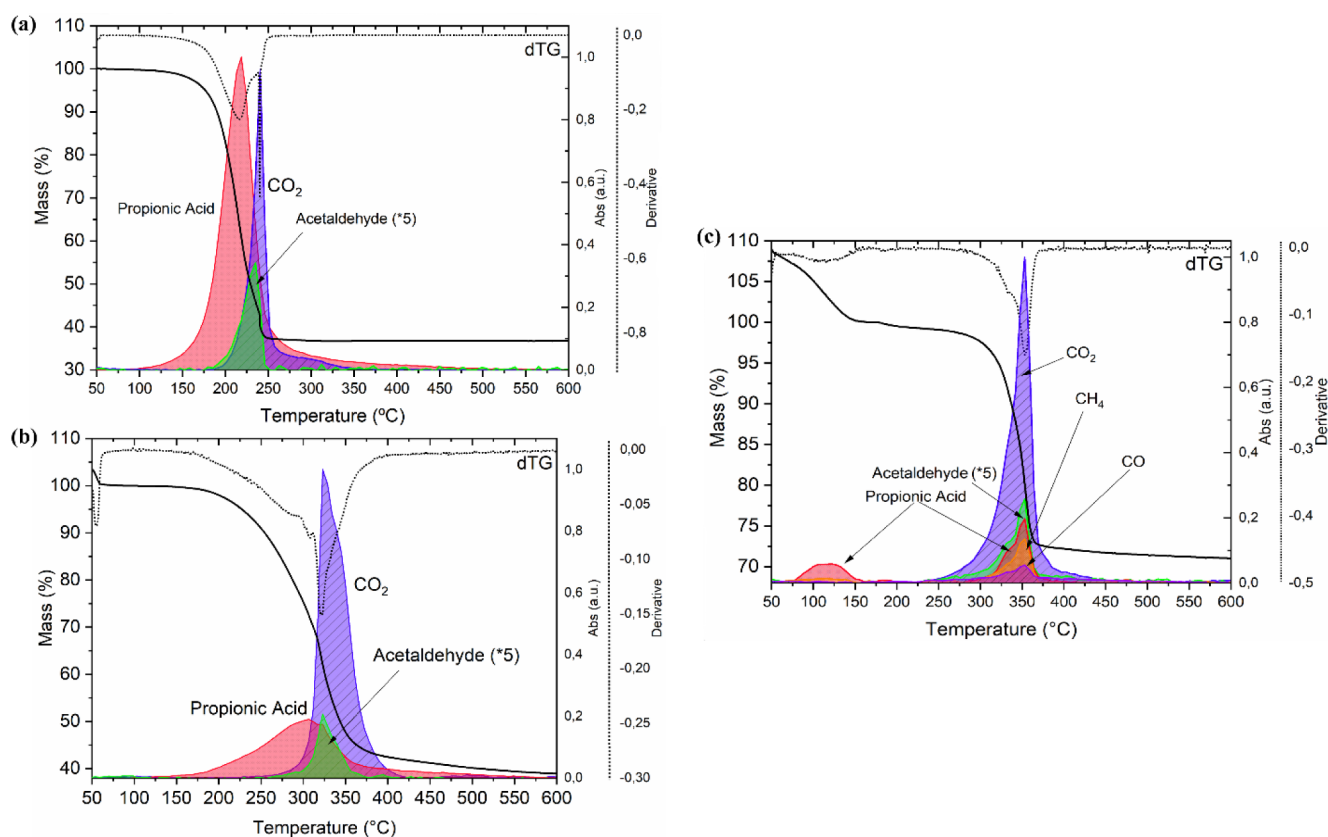 (a)
110
100
90
80
70
60
50
40
30
Mass (%)
50 100 150 200 250 300 350 400 450 500 550 600
Temperature (ºC)
dTG
Propionic Acid
CO2
Acetaldehyde (*5)
1,0
0,8
0,6
0,4
0,2
0,0
Abs (a.u.)
0,0
-0,2
-0,4
-0,6
-0,8
Derivative
(b)
110
100
90
80
70
60
50
40
Mass (%)
50 100 150 200 250 300 350 400 450 500 550 600
Temperature (°C)
dTG
CO2
Acetaldehyde (*5)
Propionic Acid
1,0
0,8
0,6
0,4
0,2
0,0
Abs (a.u.)
0,00
-0,05
-0,10
-0,15
-0,20
-0,25
-0,30
Derivative
(c)
110
105
100
95
90
85
80
75
70
Mass (%)
50 100 150 200 250 300 350 400 450 500 550 600
Temperature (°C)
dTG
CO2
CH4
CO
Acetaldehyde (*5)
Propionic Acid
1,0
0,8
0,6
0,4
0,2
0,0
Abs (a.u.)
0,0
-0,1
-0,2
-0,3
-0,4
-0,5
Derivative